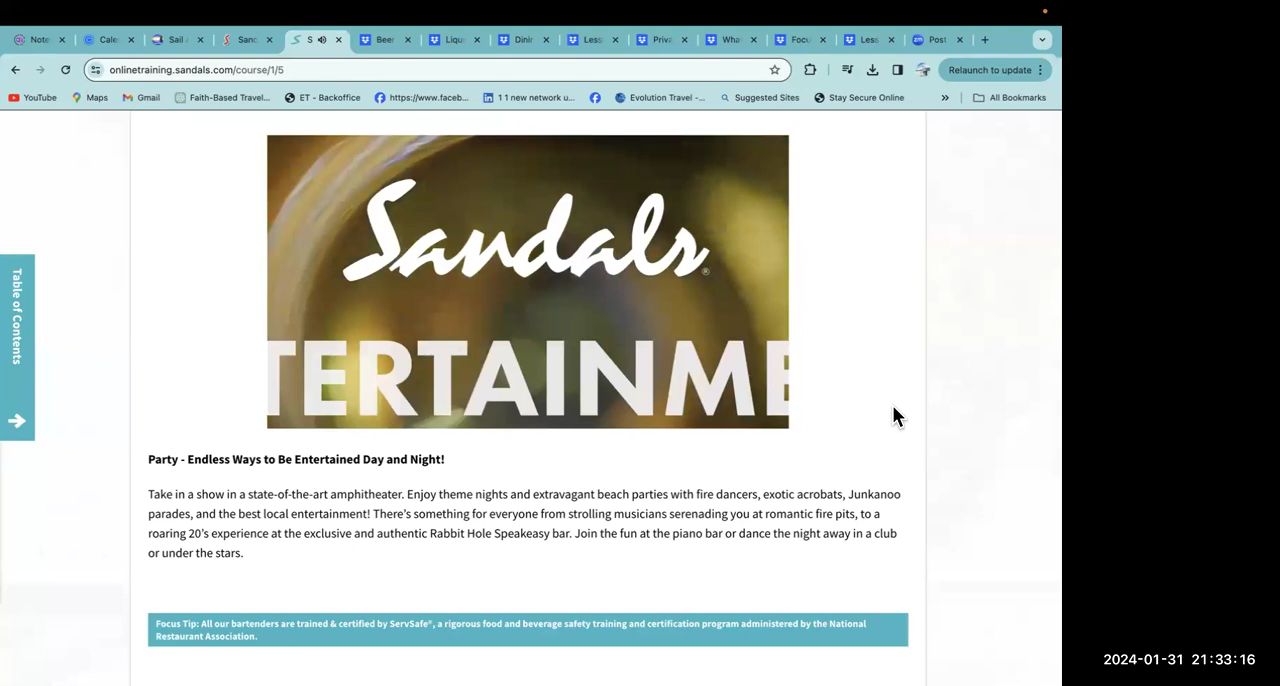 Note
Cale
Sail
Sand
S
Beer
Liqu
Dini
Less
Priv
Wha
Focu
Less
Post
onlinetraining.sandals.com/course/1/5
Relaunch to update
YouTube
Maps
Gmail
Faith-Based Travel...
ET - Backoffice
https://www.faceb...
1 1 new network u...
Evolution Travel -...
Suggested Sites
Stay Secure Online
All Bookmarks
Sandals®
TERTAINME
Table of Contents
Party - Endless Ways to Be Entertained Day and Night!
Take in a show in a state-of-the-art amphitheater. Enjoy theme nights and extravagant beach parties with fire dancers, exotic acrobats, Junkanoo
parades, and the best local entertainment! There's something for everyone from strolling musicians serenading you at romantic fire pits, to a
roaring 20's experience at the exclusive and authentic Rabbit Hole Speakeasy bar. Join the fun at the piano bar or dance the night away in a club
or under the stars.
Focus Tip: All our bartenders are trained & certified by ServSafe®, a rigorous food and beverage safety training and certification program administered by the National
Restaurant Association.
2024-01-31 21:33:16